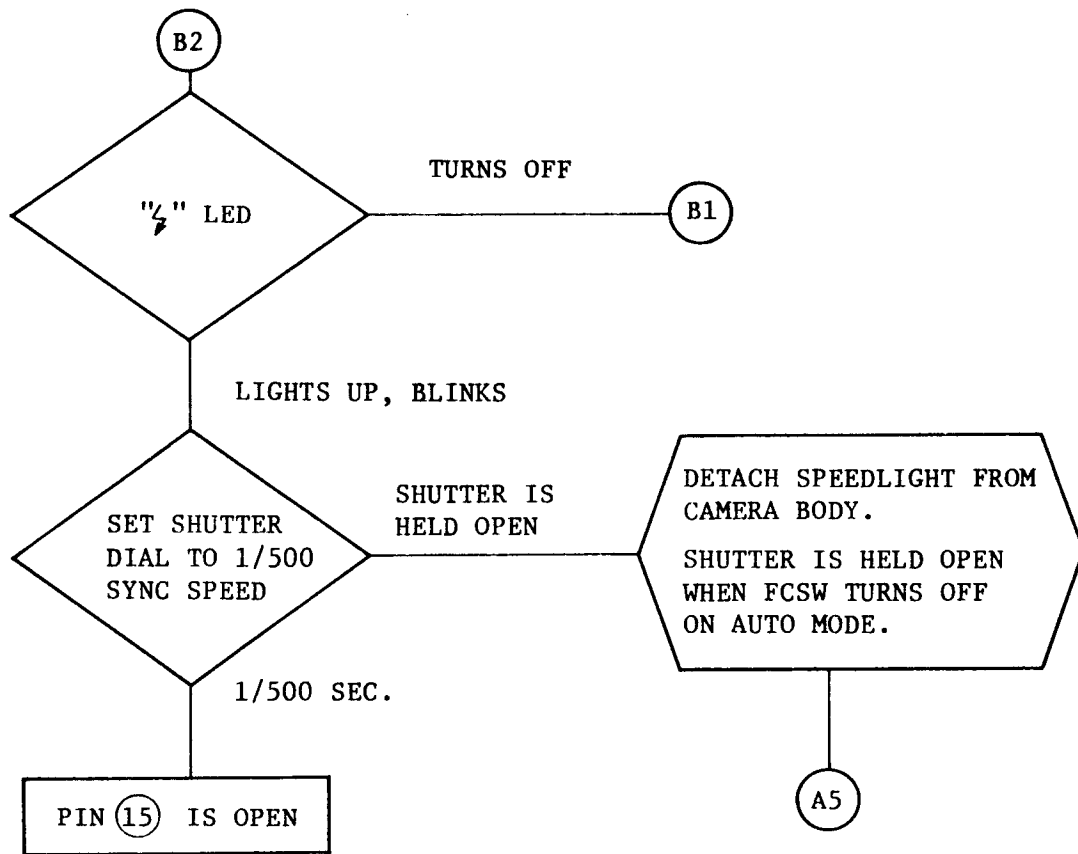 B2
TURNS OFF
"⚡" LED
B1
LIGHTS UP, BLINKS
SHUTTER IS
HELD OPEN
SET SHUTTER
DIAL TO 1/500
SYNC SPEED
DETACH SPEEDLIGHT FROM
CAMERA BODY.
SHUTTER IS HELD OPEN
WHEN FCSW TURNS OFF
ON AUTO MODE.
1/500 SEC.
PIN 15 IS OPEN
A5